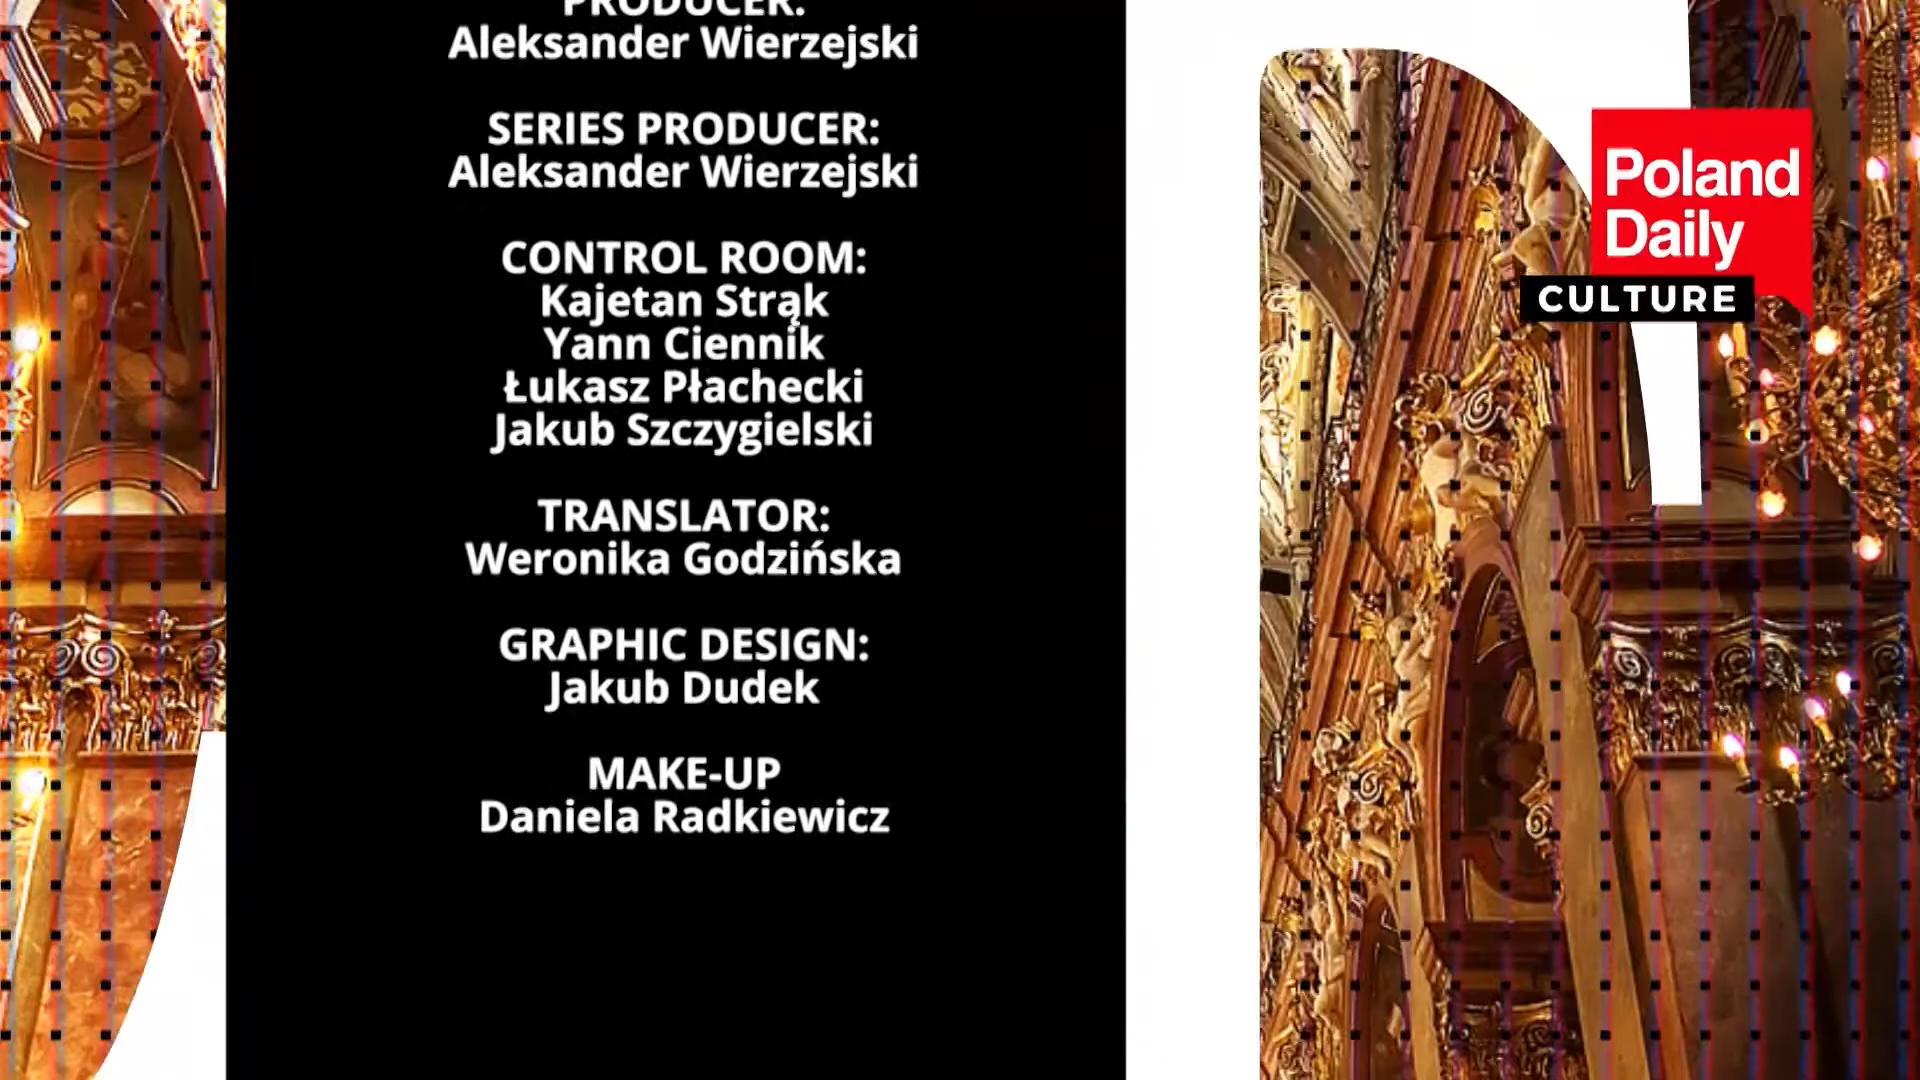 PRODUCER:
Aleksander Wierzejski
SERIES PRODUCER:
Aleksander Wierzejski
CONTROL ROOM:
Kajetan Strąk
Yann Ciennik
Łukasz Płachecki
Jakub Szczygielski
TRANSLATOR:
Weronika Godzińska
GRAPHIC DESIGN:
Jakub Dudek
MAKE-UP
Daniela Radkiewicz
Poland
Daily
CULTURE